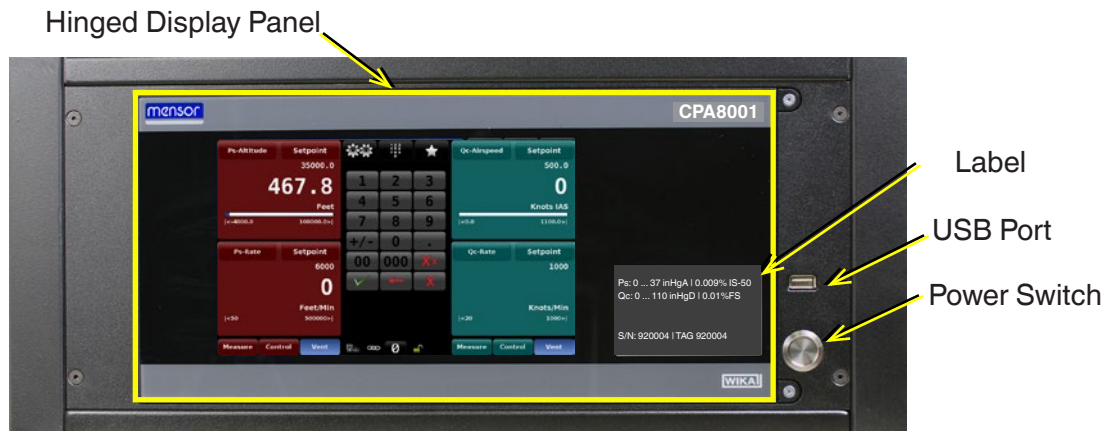 Hinged Display Panel
mensor
CPA8001
Ps-Altitude Setpoint
35000.0
467.8
Feet
|<-4000.0 100000.0>|
Ps-Rate Setpoint
6000
0
Feet/Min
|<50 500000>|
Measure Control Vent
1 2 3
4 5 6
7 8 9
+/- 0 .
00 000 X
X
0
Qc-Airspeed Setpoint
500.0
0
Knots IAS
|<0.0 1100.0>|
Qc-Rate Setpoint
1000
0
Knots/Min
|<20 1000>|
Measure Control Vent
Ps: 0 ... 37 inHgA | 0.009% IS-50
Qc: 0 ... 110 inHgD | 0.01%FS
S/N: 920004 | TAG 920004
WIKA
Label
USB Port
Power Switch